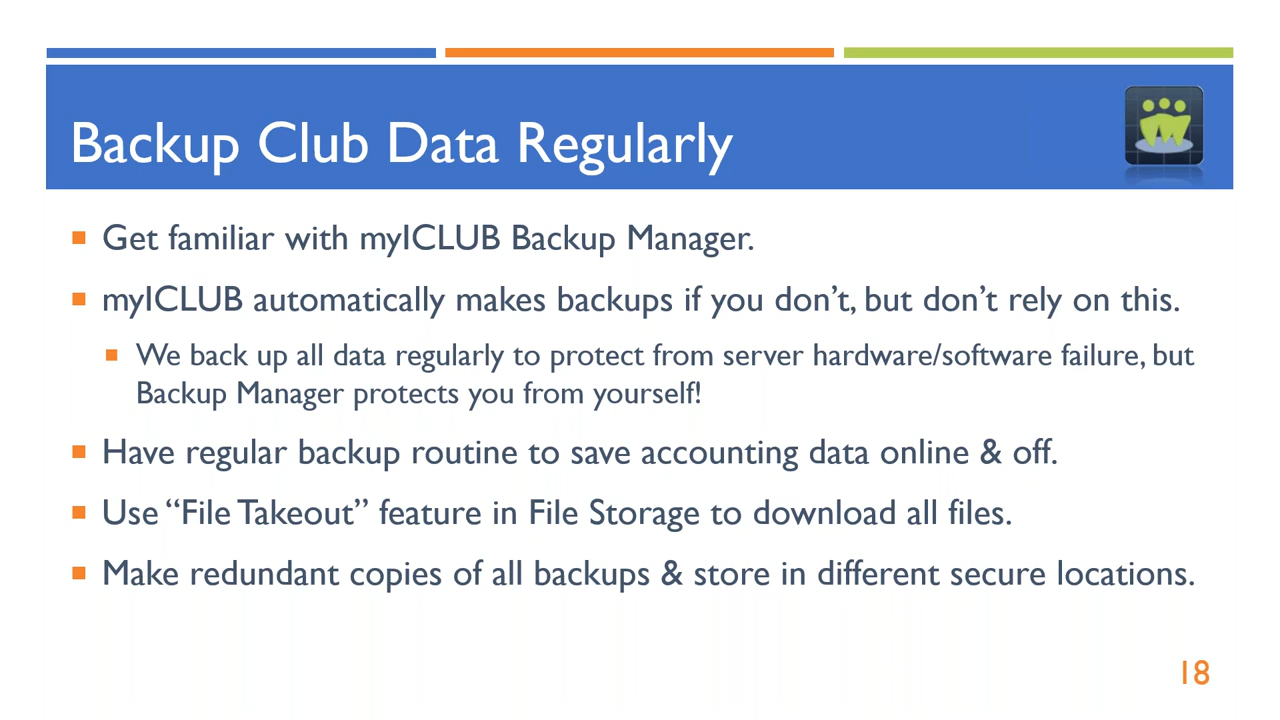 Backup Club Data Regularly
Get familiar with myICLUB Backup Manager.
myICLUB automatically makes backups if you don’t, but don’t rely on this.
We back up all data regularly to protect from server hardware/software failure, but
Backup Manager protects you from yourself!
Have regular backup routine to save accounting data online & off.
Use “File Takeout” feature in File Storage to download all files.
Make redundant copies of all backups & store in different secure locations.
18